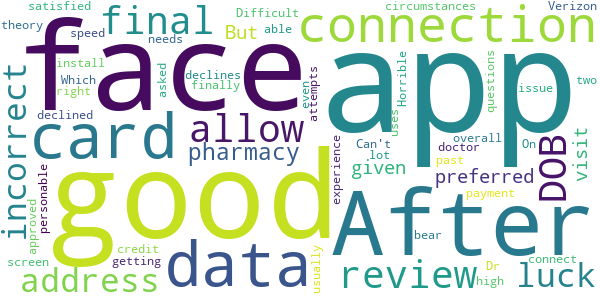 satisfied
final
connection
circumstances
Verizon
theory
speed
But
Difficult
able
face
app
install
needs
asked
declines
finally
Which
right
uses
Horrible
questions
issue
two
attempts
even
declined
card
allow
pharmacy
incorrect
personable
good
experience
Can't
overall
On
lot
doctor
past
given
preferred
payment
DOB
visit
After
data
address
approved
screen
credit
getting
usually
bear
review
Dr
high
connect
luck